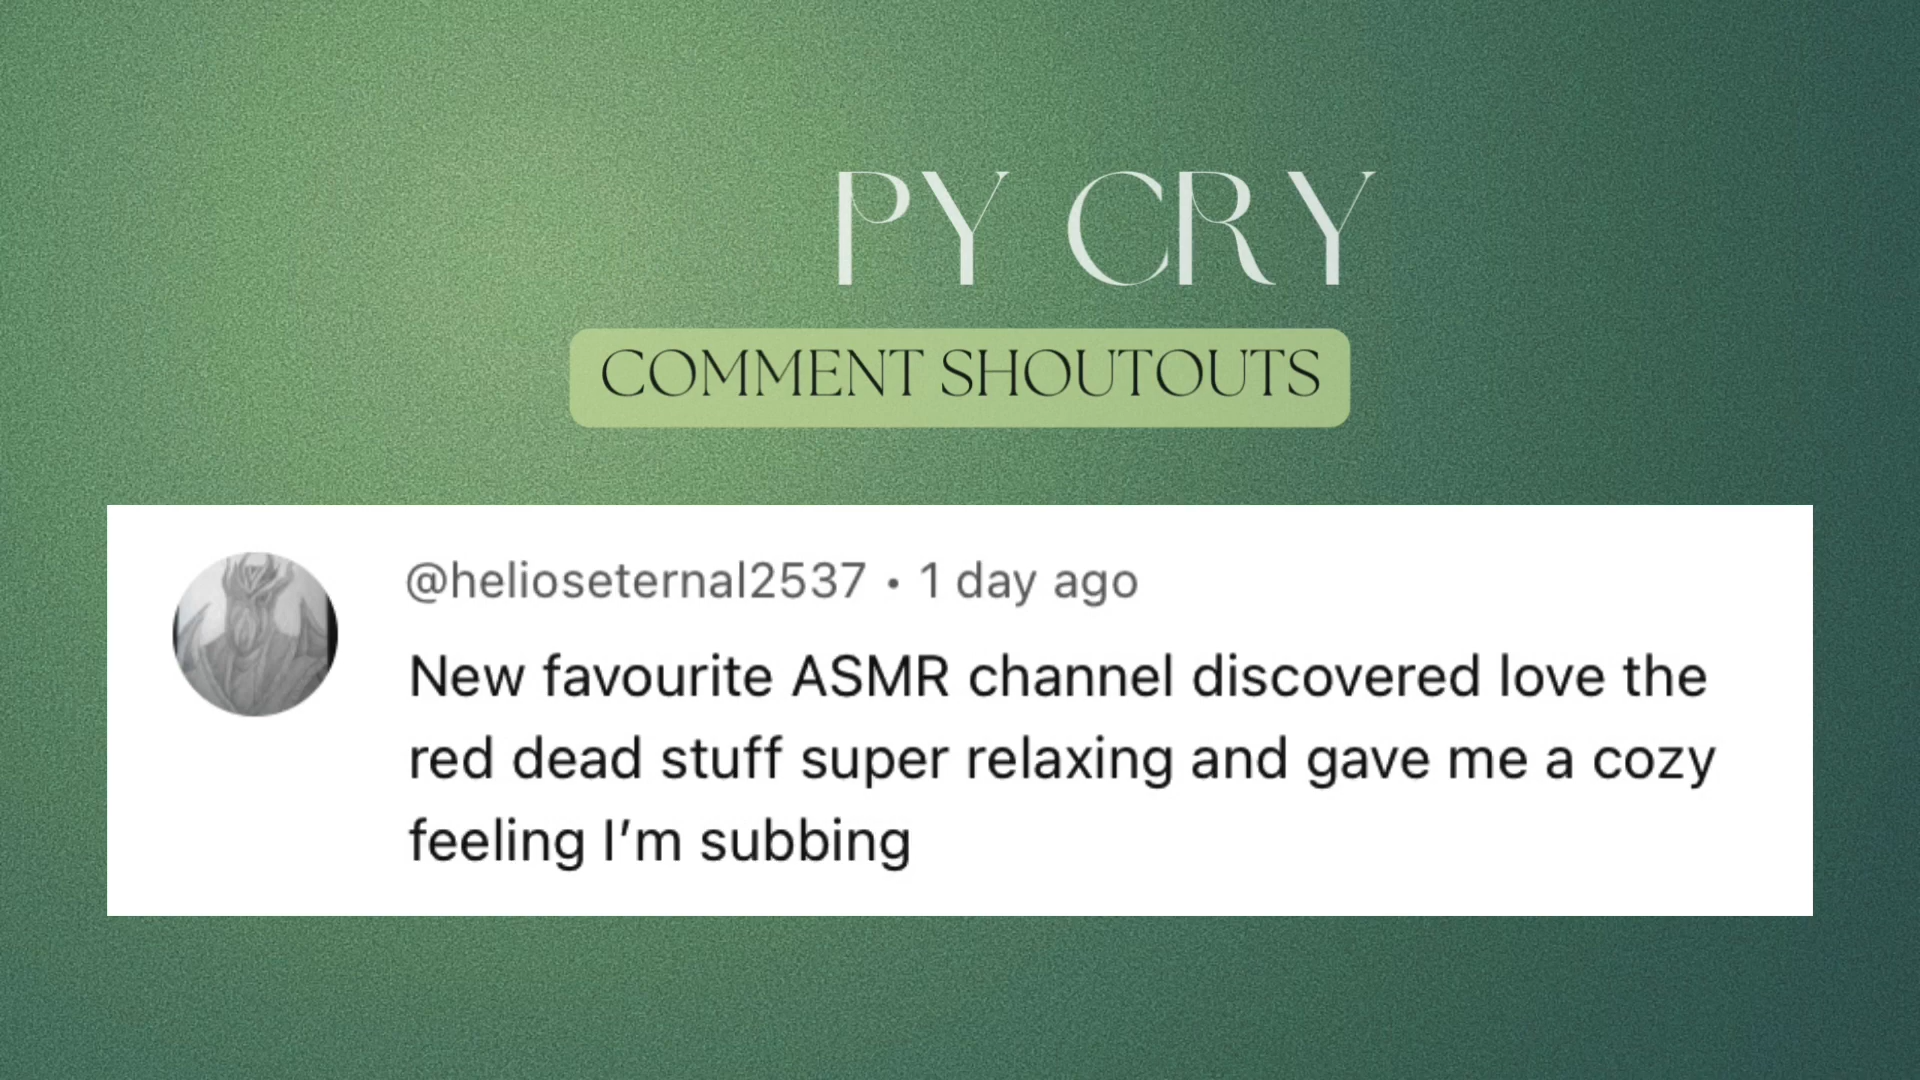 PY CRY
COMMENT SHOUTOUTS
@helioseternal2537 • 1 day ago
New favourite ASMR channel discovered love the
red dead stuff super relaxing and gave me a cozy
feeling I’m subbing